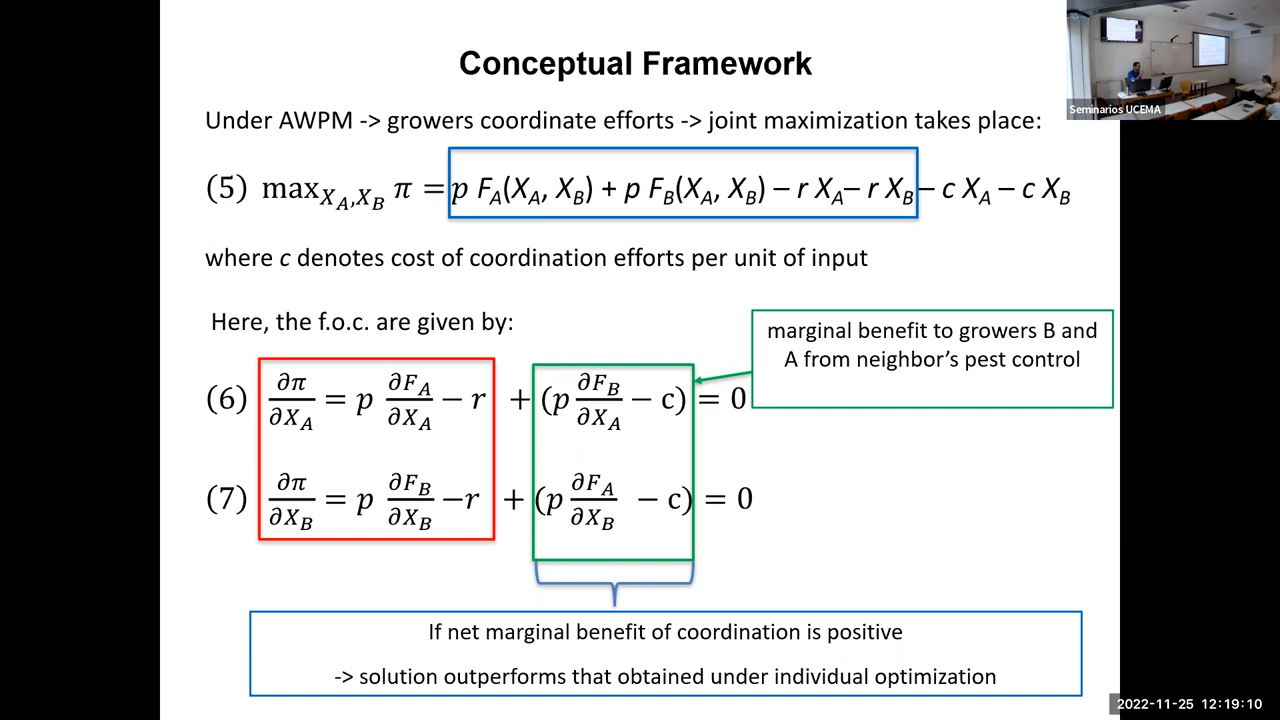 Conceptual Framework
Seminarios UCEMA
Under AWPM -> growers coordinate efforts -> joint maximization takes place:
(5) max_{X_A,X_B} π = p F_A(X_A, X_B) + p F_B(X_A, X_B) – r X_A – r X_B – c X_A – c X_B
where c denotes cost of coordination efforts per unit of input
Here, the f.o.c. are given by:
marginal benefit to growers B and
A from neighbor’s pest control
(6) ∂π/∂X_A = p ∂F_A/∂X_A − r + (p ∂F_B/∂X_A − c) = 0
(7) ∂π/∂X_B = p ∂F_B/∂X_B − r + (p ∂F_A/∂X_B − c) = 0
If net marginal benefit of coordination is positive
-> solution outperforms that obtained under individual optimization
2022-11-25 12:19:10